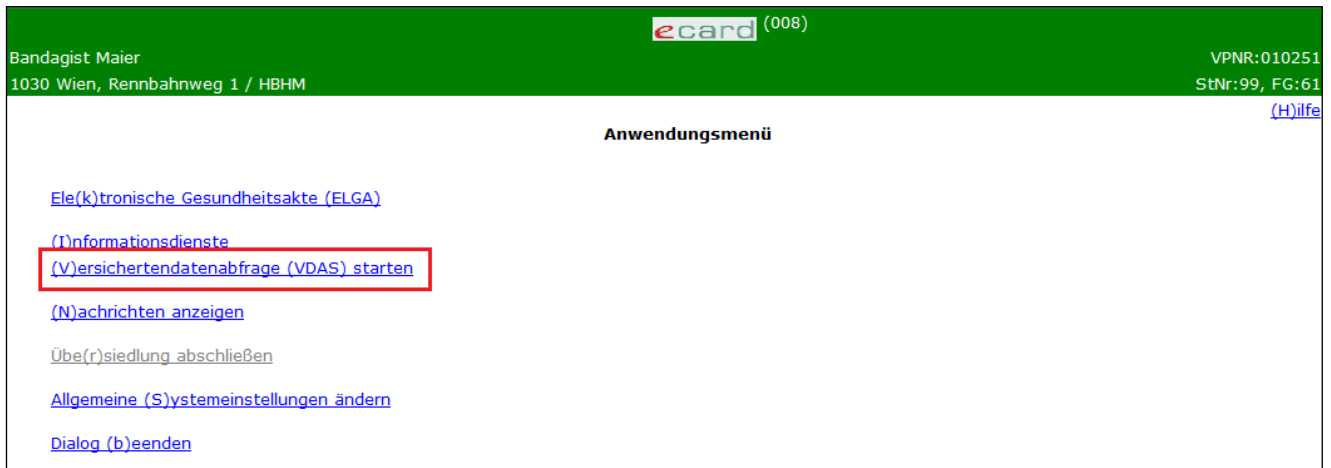 ecard (008)
Bandagist Maier VPNR:010251
1030 Wien, Rennbahnweg 1 / HBHM StNr:99, FG:61
(H)ilfe
Anwendungsmenü
Ele(k)tronische Gesundheitsakte (ELGA)
(I)nformationsdienste
(V)ersichertendatenabfrage (VDAS) starten
(N)achrichten anzeigen
Übe(r)siedlung abschließen
Allgemeine (S)ystemeinstellungen ändern
Dialog (b)eenden